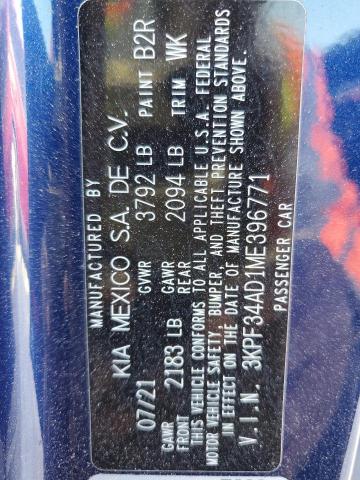 MANUFACTURED BY
KIA MEXICO S.A. DE C.V.
07/21 GVWR 3792 LB PAINT B2R
GAWR FRONT 2183 LB GAWR REAR 2094 LB TRIM WK
THIS VEHICLE CONFORMS TO ALL APPLICABLE U.S.A. FEDERAL
MOTOR VEHICLE SAFETY, BUMPER, AND THEFT PREVENTION STANDARDS
IN EFFECT ON THE DATE OF MANUFACTURE SHOWN ABOVE.
V.I.N. 3KPF34AD1ME396771
PASSENGER CAR